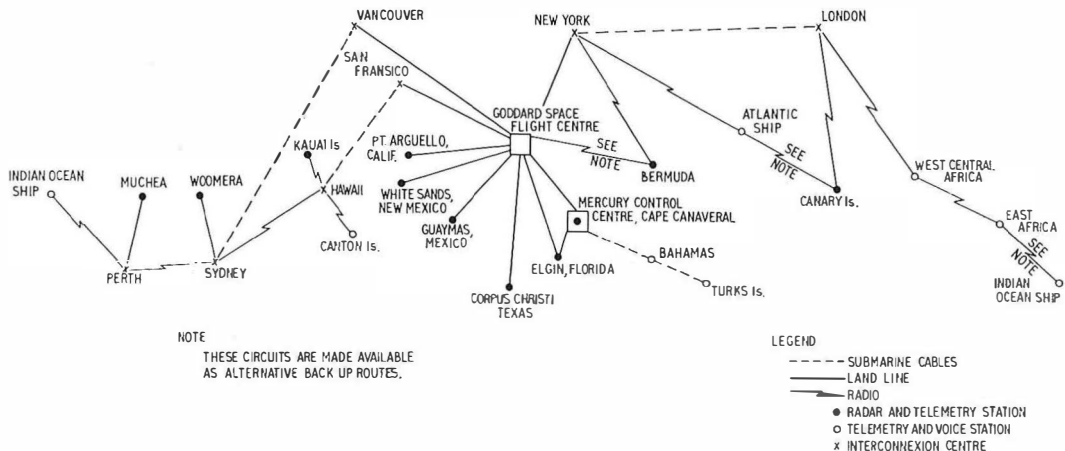 VANCOUVER
NEW YORK
LONDON
SAN
FRANSICO
GODDARD SPACE
FLIGHT CENTRE
ATLANTIC
SHIP
KAUAI Is
PT. ARGUELLO,
CALIF.
SEE
NOTE
SEE
NOTE
BERMUDA
WEST CENTRAL
AFRICA
INDIAN OCEAN
SHIP
MUCHEA
WOOMERA
HAWAII
WHITE SANDS,
NEW MEXICO
MERCURY CONTROL
CENTRE, CAPE CANAVERAL
CANARY Is.
EAST
AFRICA
GUAYMAS,
MEXICO
CANTON Is.
SEE
NOTE
BAHAMAS
PERTH
SYDNEY
ELGIN, FLORIDA
TURKS Is.
INDIAN
OCEAN SHIP
CORPUS CHRISTI
TEXAS
NOTE
THESE CIRCUITS ARE MADE AVAILABLE
AS ALTERNATIVE BACK UP ROUTES.
LEGEND
SUBMARINE CABLES
LAND LINE
RADIO
RADAR AND TELEMETRY STATION
TELEMETRY AND VOICE STATION
x INTERCONNEXION CENTRE